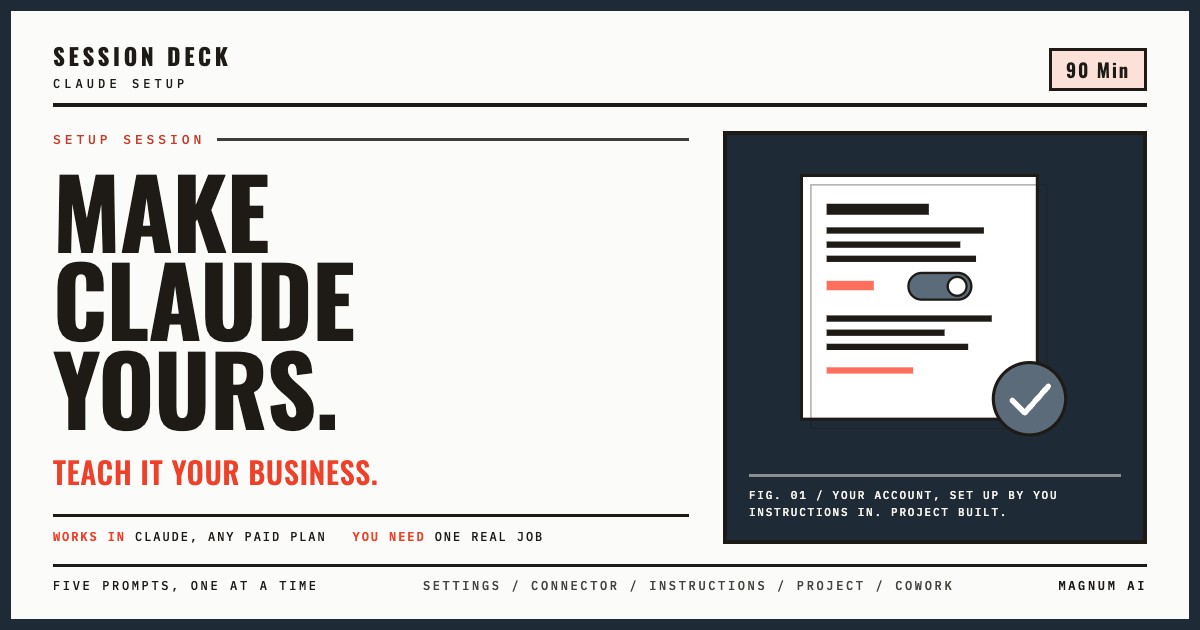 SESSION DECK
CLAUDE SETUP
90 Min
SETUP SESSION
MAKE
CLAUDE
YOURS.
TEACH IT YOUR BUSINESS.
WORKS IN CLAUDE, ANY PAID PLAN YOU NEED ONE REAL JOB
FIG. 01 / YOUR ACCOUNT, SET UP BY YOU
INSTRUCTIONS IN. PROJECT BUILT.
FIVE PROMPTS, ONE AT A TIME
SETTINGS / CONNECTOR / INSTRUCTIONS / PROJECT / COWORK
MAGNUM AI